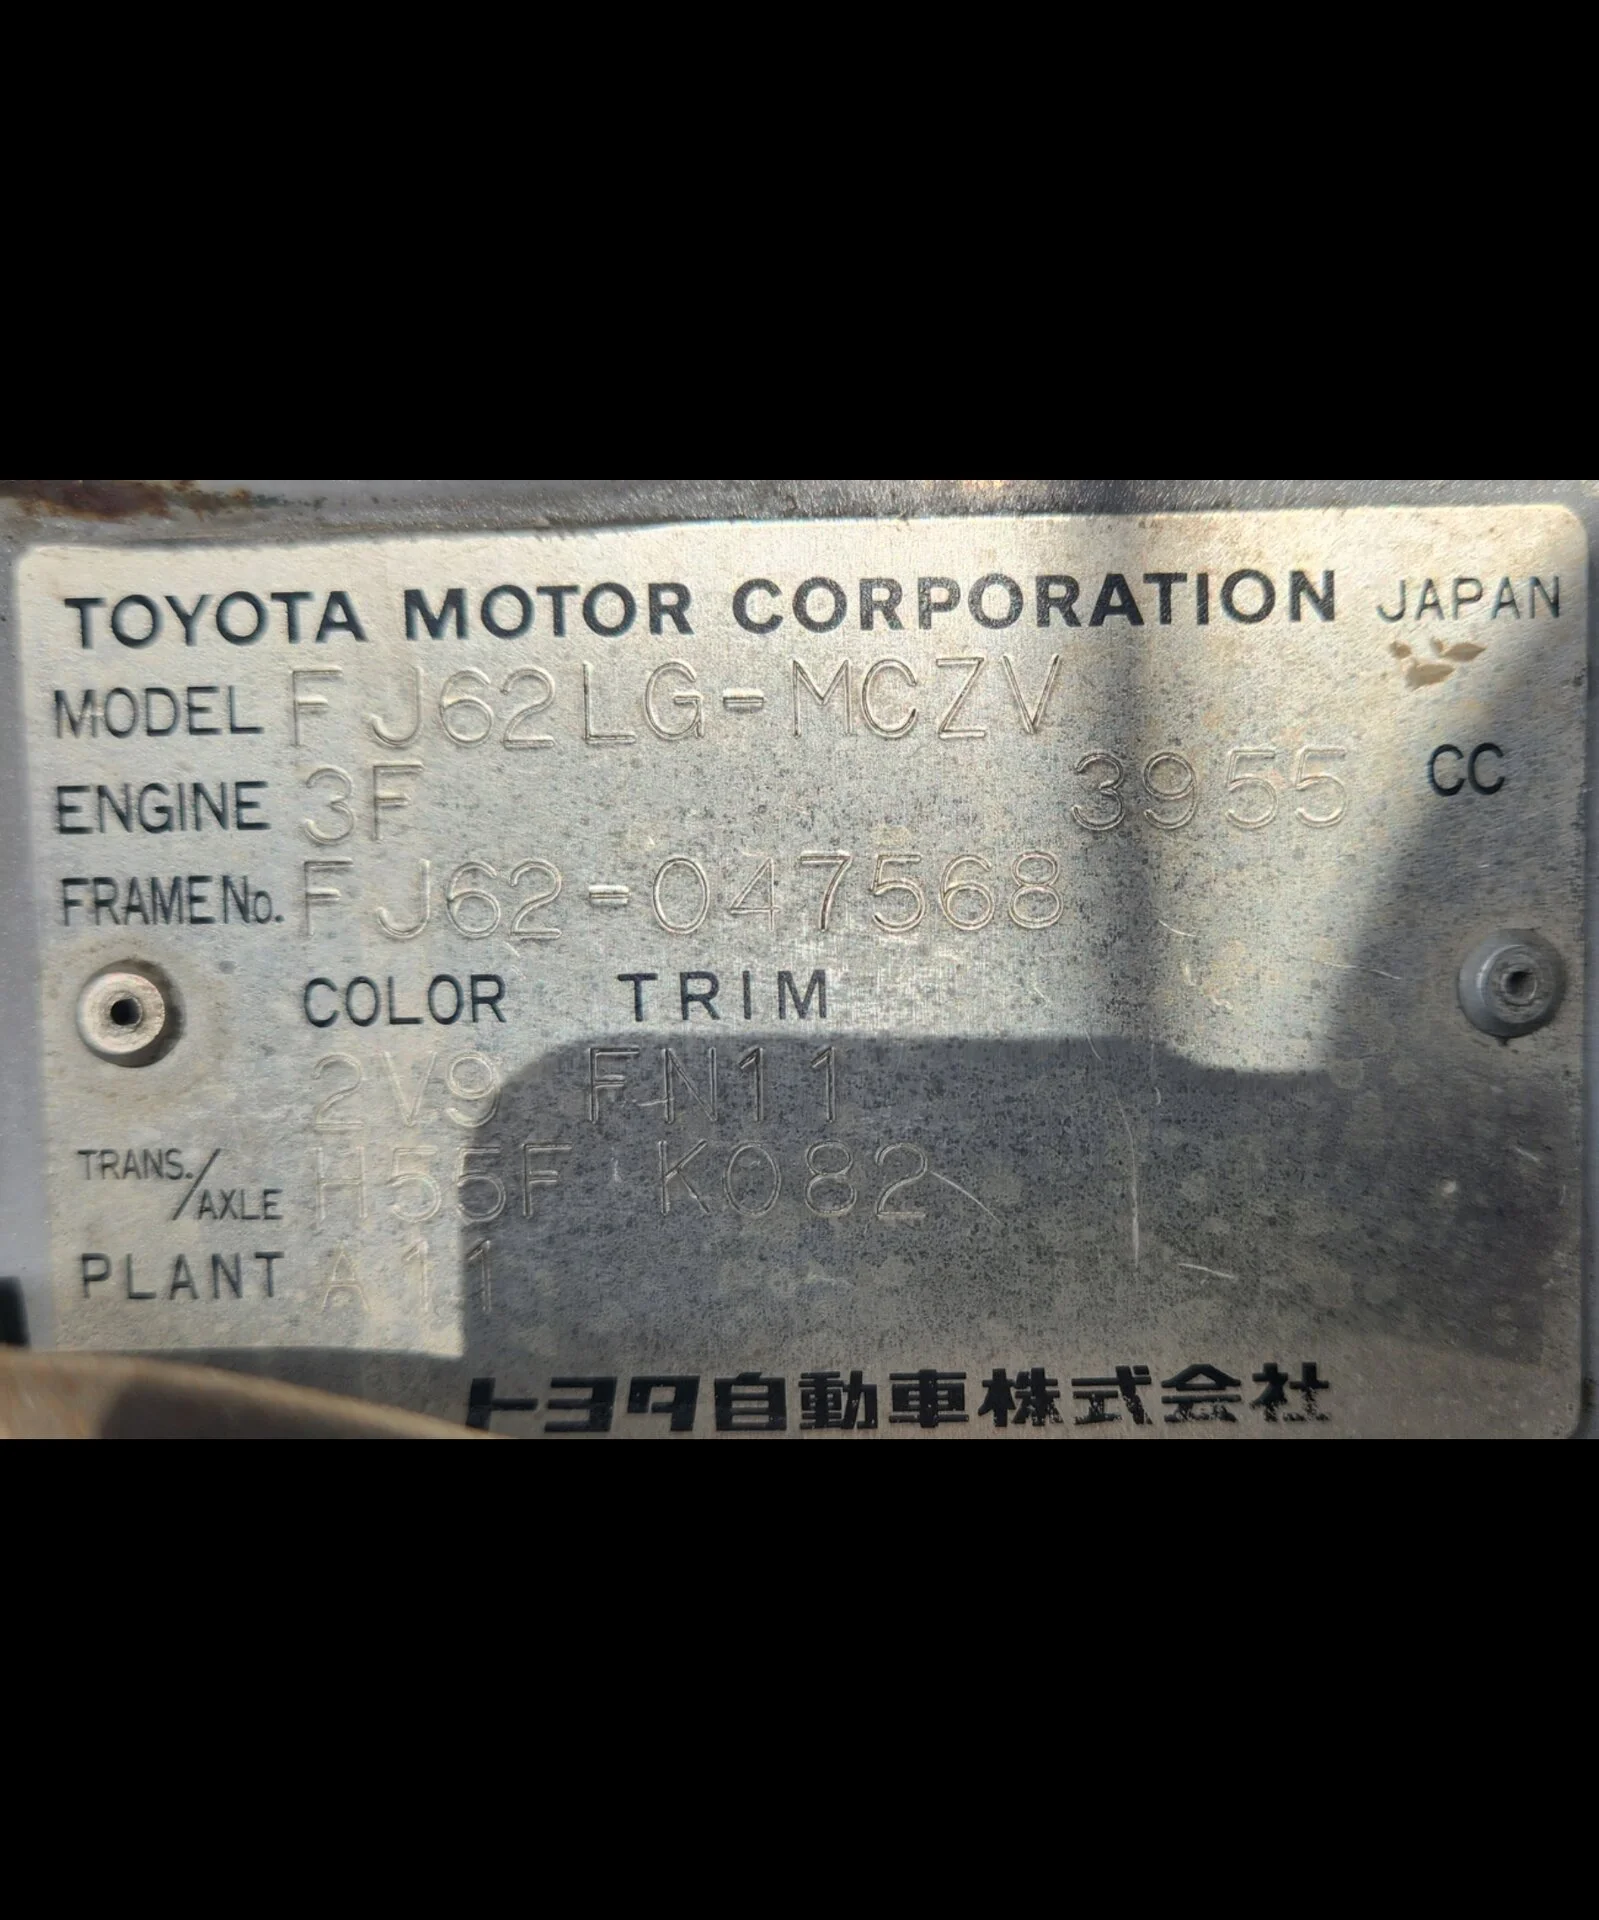 TOYOTA MOTOR CORPORATION JAPAN
MODEL FJ62LG-MCZV
ENGINE 3F 3955 CC
FRAME No. FJ62-047568
COLOR TRIM
2V9 FN11
TRANS./AXLE H55F K082
PLANT A11
トヨタ自動車株式会社